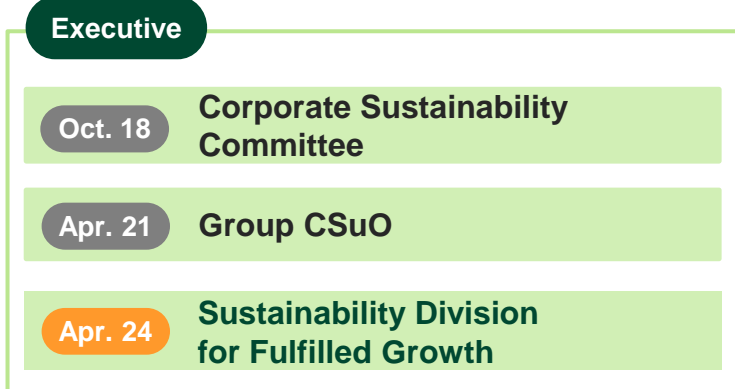 Executive
Oct. 18
Corporate Sustainability
Committee
Apr. 21
Group CSuO
Apr. 24
Sustainability Division
for Fulfilled Growth